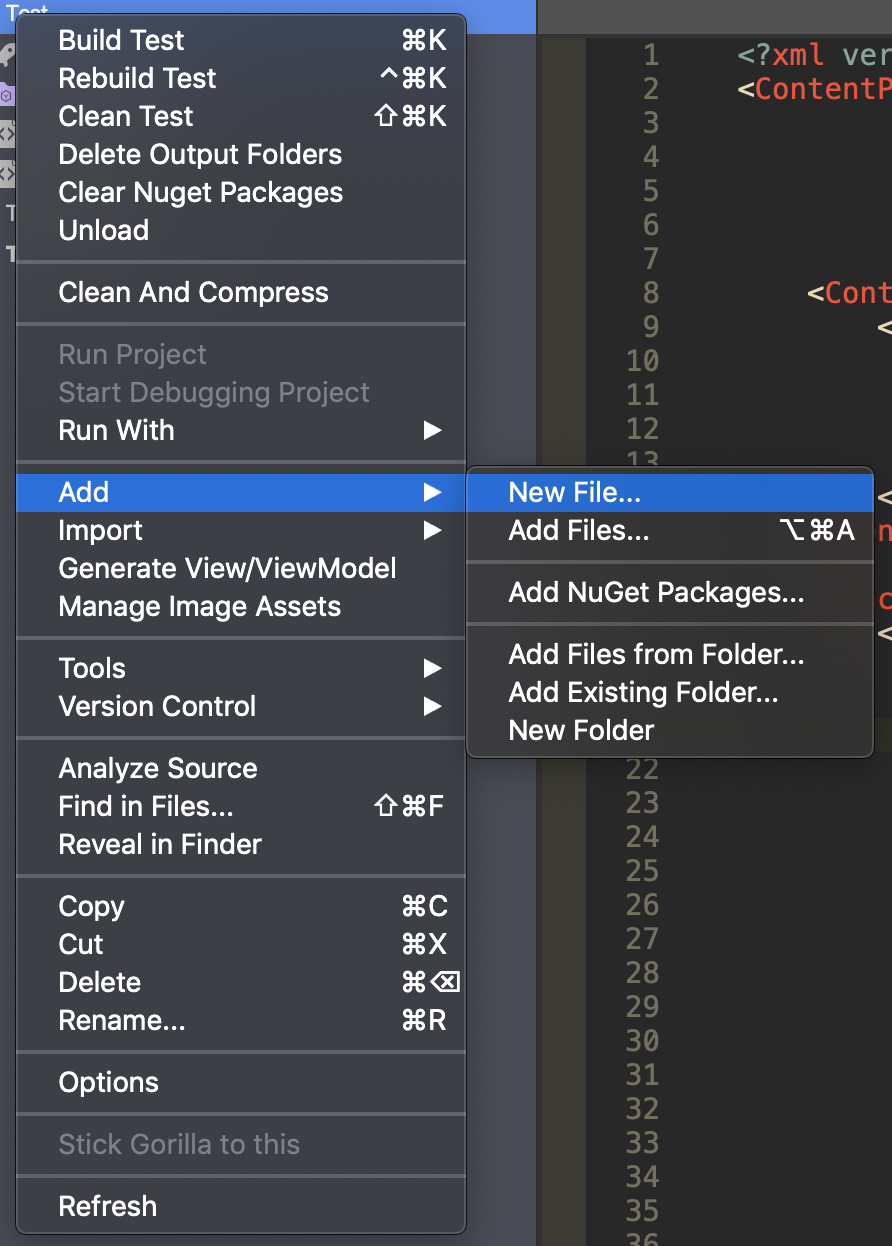 Test
Build Test ⌘K
Rebuild Test ^⌘K
Clean Test ⇧⌘K
Delete Output Folders
Clear Nuget Packages
Unload
Clean And Compress
Run Project
Start Debugging Project
Run With ▶
Add ▶
Import ▶
Generate View/ViewModel
Manage Image Assets
Tools ▶
Version Control ▶
Analyze Source
Find in Files... ⇧⌘F
Reveal in Finder
Copy ⌘C
Cut ⌘X
Delete ⌘⌫
Rename... ⌘R
Options
Stick Gorilla to this
Refresh
New File...
Add Files... ⌥⌘A
Add NuGet Packages...
Add Files from Folder...
Add Existing Folder...
New Folder
1 <?xml ver
2 <ContentP
3
4
5
6
7
8 <Cont
9 <
10
11
12
13
<
n
c
<
22
23
24
25
26
27
28
29
30
31
32
33
34
35
36